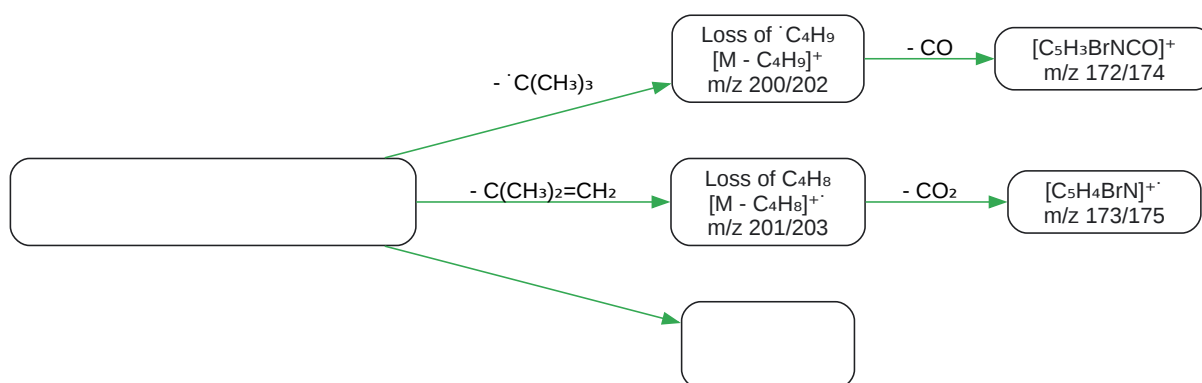 - ˙C(CH₃)₃
Loss of ˙C₄H₉
[M - C₄H₉]⁺
m/z 200/202
- CO
[C₅H₃BrNCO]⁺
m/z 172/174
- C(CH₃)₂=CH₂
Loss of C₄H₈
[M - C₄H₈]⁺˙
m/z 201/203
- CO₂
[C₅H₄BrN]⁺˙
m/z 173/175